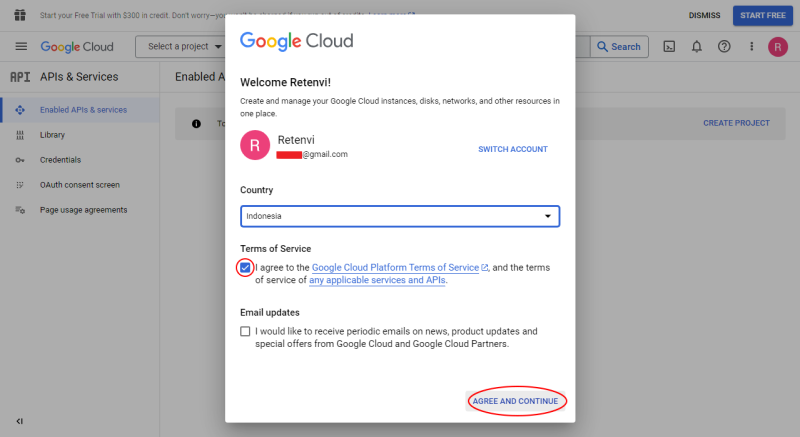 Start your Free Trial with $300 in credit. Don't worry—you
DISMISS
START FREE
Google Cloud
Select a project
Search
R
API APIs & Services
Enabled A
Enabled APIs & services
Library
Credentials
OAuth consent screen
Page usage agreements
To
CREATE PROJECT
Google Cloud
Welcome Retenvi!
Create and manage your Google Cloud instances, disks, networks, and other resources in
one place.
R
Retenvi
@gmail.com
SWITCH ACCOUNT
Country
Indonesia
Terms of Service
I agree to the Google Cloud Platform Terms of Service, and the terms
of service of any applicable services and APIs.
Email updates
I would like to receive periodic emails on news, product updates and
special offers from Google Cloud and Google Cloud Partners.
AGREE AND CONTINUE